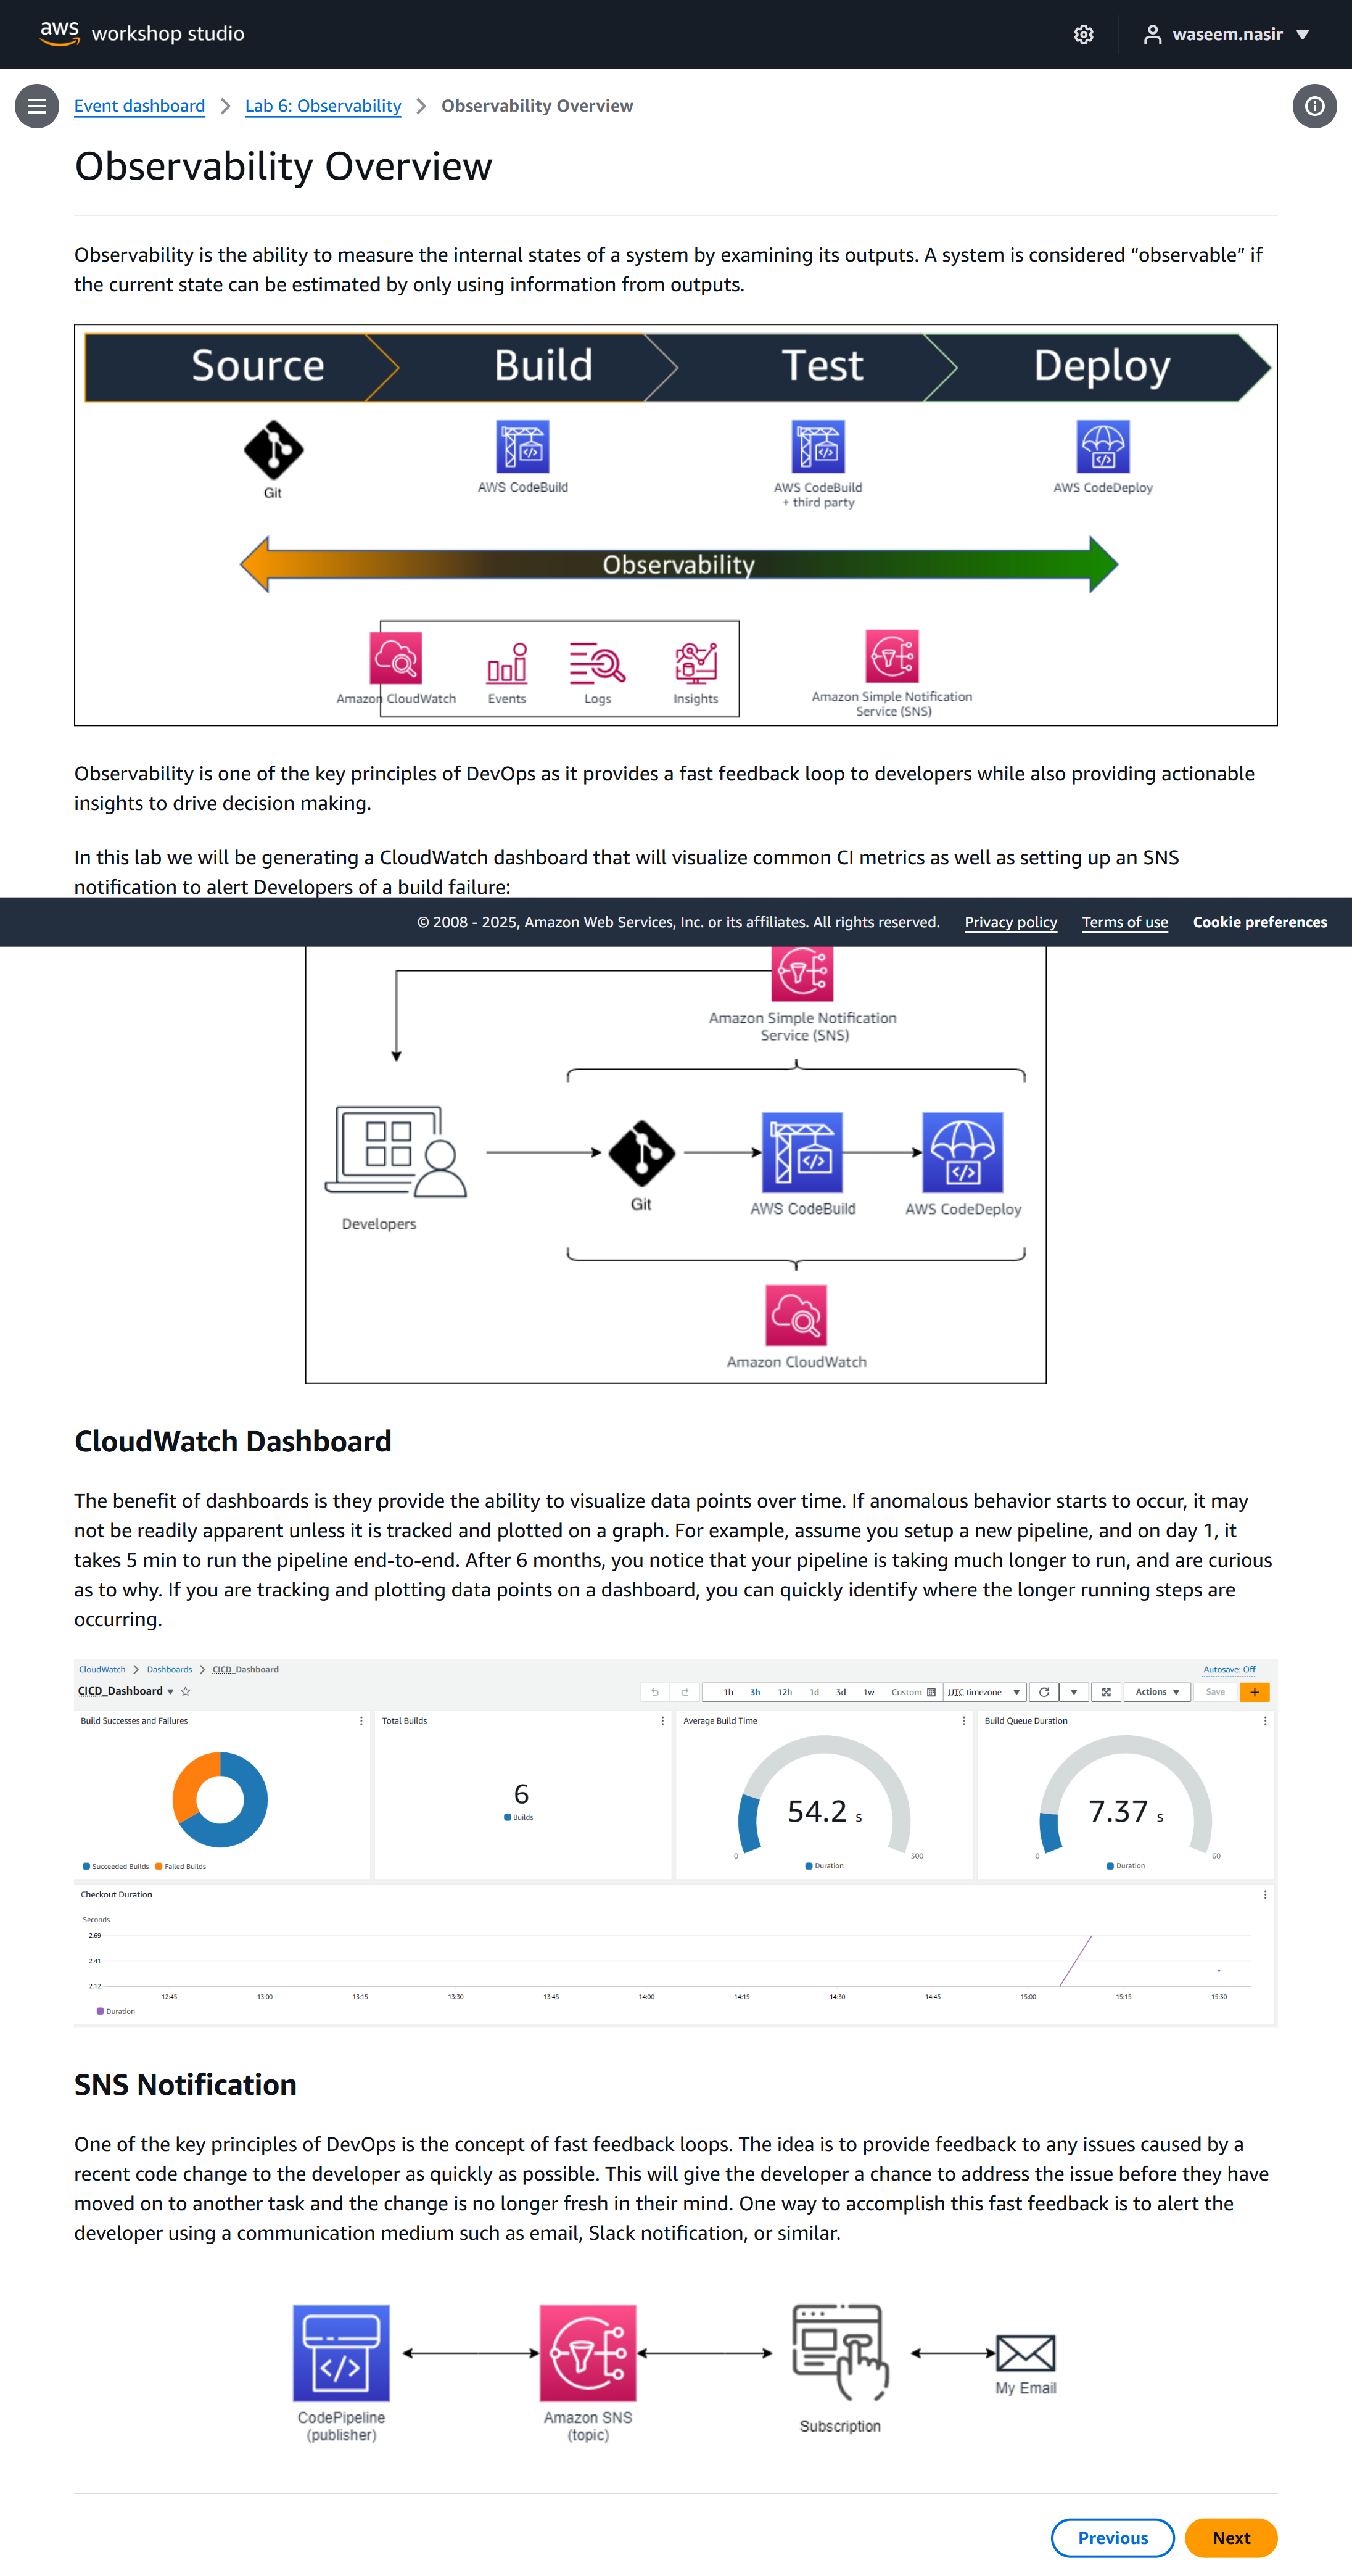 aws workshop studio
waseem.nasir
Event dashboard > Lab 6: Observability > Observability Overview
Observability Overview
Observability is the ability to measure the internal states of a system by examining its outputs. A system is considered “observable” if
the current state can be estimated by only using information from outputs.
Source Build Test Deploy
Git
AWS CodeBuild
AWS CodeBuild
+ third party
AWS CodeDeploy
Observability
Amazon CloudWatch
Events
Logs
Insights
Amazon Simple Notification
Service (SNS)
Observability is one of the key principles of DevOps as it provides a fast feedback loop to developers while also providing actionable
insights to drive decision making.
In this lab we will be generating a CloudWatch dashboard that will visualize common CI metrics as well as setting up an SNS
notification to alert Developers of a build failure:
© 2008 - 2025, Amazon Web Services, Inc. or its affiliates. All rights reserved. Privacy policy Terms of use Cookie preferences
Amazon Simple Notification
Service (SNS)
Developers
Git
AWS CodeBuild
AWS CodeDeploy
Amazon CloudWatch
CloudWatch Dashboard
The benefit of dashboards is they provide the ability to visualize data points over time. If anomalous behavior starts to occur, it may
not be readily apparent unless it is tracked and plotted on a graph. For example, assume you setup a new pipeline, and on day 1, it
takes 5 min to run the pipeline end-to-end. After 6 months, you notice that your pipeline is taking much longer to run, and are curious
as to why. If you are tracking and plotting data points on a dashboard, you can quickly identify where the longer running steps are
occurring.
CloudWatch > Dashboards > CICD_Dashboard
Autosave: Off
CICD_Dashboard
1h 3h 12h 1d 3d 1w Custom UTC timezone Actions Save +
Build Successes and Failures
Succeeded Builds Failed Builds
Total Builds
6
Builds
Average Build Time
54.2 s
0 300
Duration
Build Queue Duration
7.37 s
0 60
Duration
Checkout Duration
Seconds
2.69
2.41
2.12
12:45 13:00 13:15 13:30 13:45 14:00 14:15 14:30 14:45 15:00 15:15 15:30
Duration
SNS Notification
One of the key principles of DevOps is the concept of fast feedback loops. The idea is to provide feedback to any issues caused by a
recent code change to the developer as quickly as possible. This will give the developer a chance to address the issue before they have
moved on to another task and the change is no longer fresh in their mind. One way to accomplish this fast feedback is to alert the
developer using a communication medium such as email, Slack notification, or similar.
CodePipeline
(publisher)
Amazon SNS
(topic)
Subscription
My Email
Previous Next